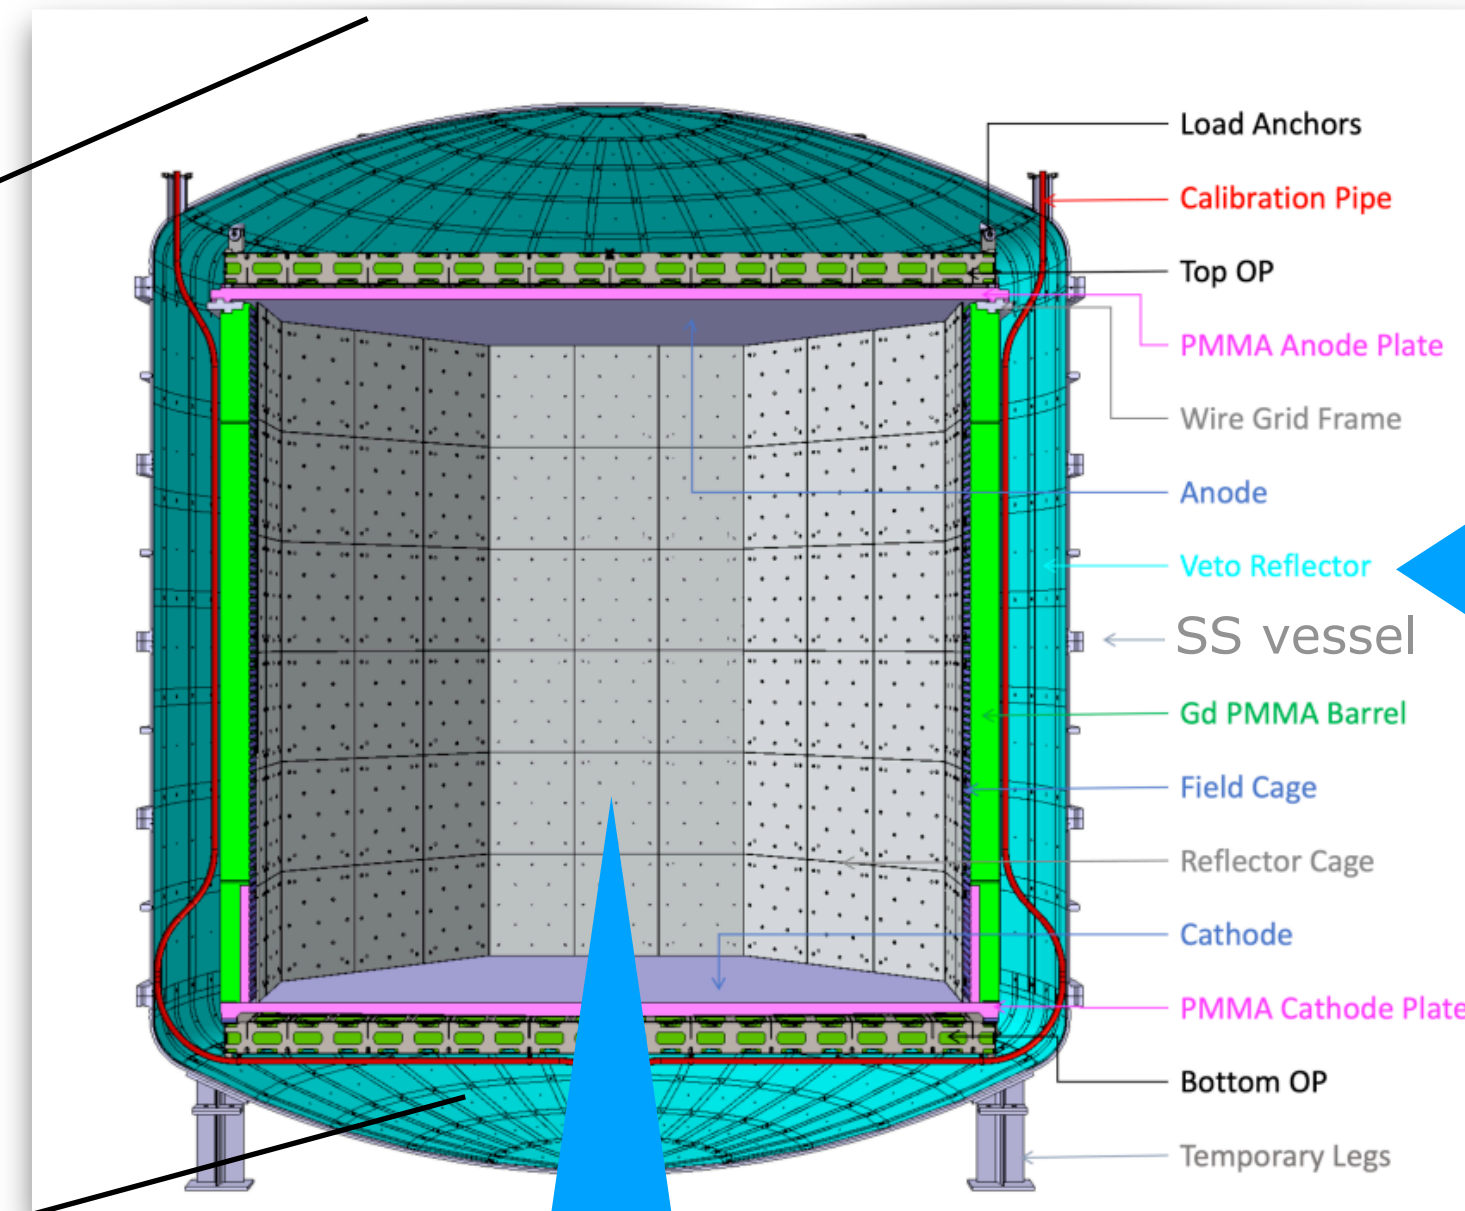 Load Anchors
Calibration Pipe
Top OP
PMMA Anode Plate
Wire Grid Frame
Anode
Veto Reflector
SS vessel
Gd PMMA Barrel
Field Cage
Reflector Cage
Cathode
PMMA Cathode Plate
Bottom OP
Temporary Legs